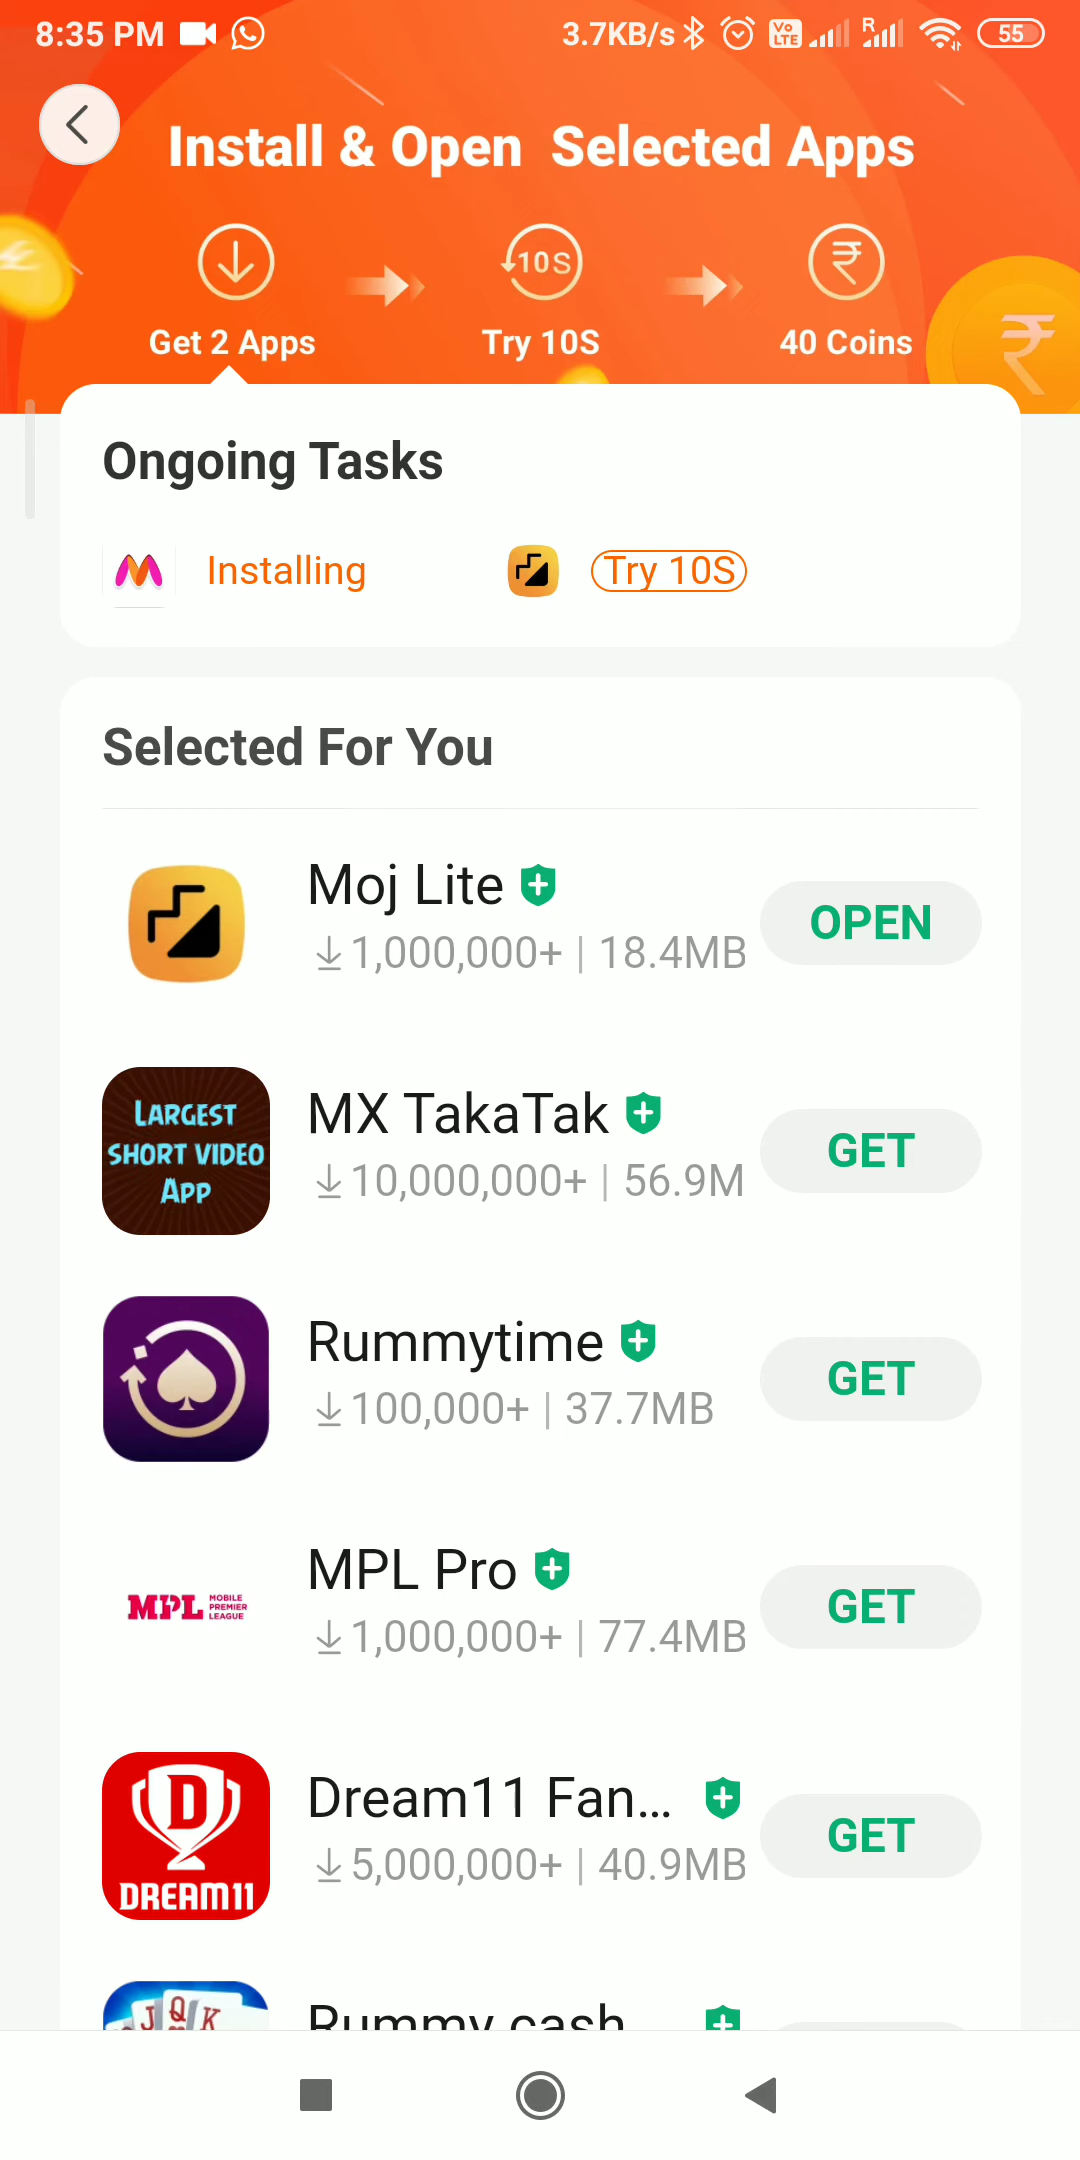 8:35 PM 3.7KB/s Vo LTE R 55
Install & Open Selected Apps
10S ₹
Get 2 Apps Try 10S 40 Coins
₹
Ongoing Tasks
Installing Try 10S
Selected For You
Moj Lite
1,000,000+ | 18.4MB
OPEN
LARGEST
SHORT VIDEO
APP
MX TakaTak
10,000,000+ | 56.9M
GET
Rummytime
100,000+ | 37.7MB
GET
MPL MOBILE
PREMIER
LEAGUE
MPL Pro
1,000,000+ | 77.4MB
GET
D
DREAM11
Dream11 Fan...
5,000,000+ | 40.9MB
GET
J Q K
Rummy cash